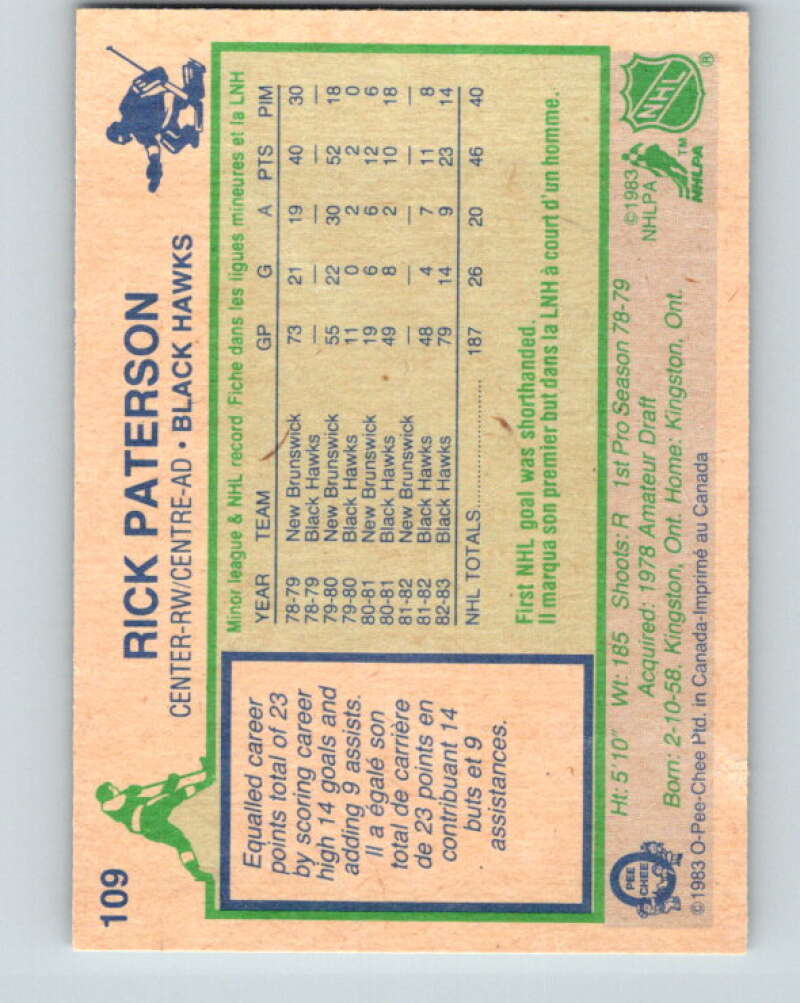 109
RICK PATERSON
CENTER-RW/CENTRE-AD • BLACK HAWKS
Equalled career
points total of 23
by scoring career
high 14 goals and
adding 9 assists.
Il a égalé son
total de carrière
de 23 points en
contribuant 14
buts et 9
assistances.
Minor league & NHL record Fiche dans les ligues mineures et la LNH
YEAR TEAM GP G A PTS PIM
78-79 New Brunswick 73 21 19 40 30
78-79 Black Hawks — — — — —
79-80 New Brunswick 55 22 30 52 18
79-80 Black Hawks 11 0 2 2 0
80-81 New Brunswick 19 6 6 12 6
80-81 Black Hawks 49 8 2 10 18
81-82 New Brunswick — — — — —
81-82 Black Hawks 48 4 7 11 8
82-83 Black Hawks 79 14 9 23 14
NHL TOTALS.................... 187 26 20 46 40
First NHL goal was shorthanded.
Il marqua son premier but dans la LNH à court d'un homme.
Ht: 5'10" Wt: 185 Shoots: R 1st Pro Season 78-79
Acquired: 1978 Amateur Draft
Born: 2-10-58, Kingston, Ont. Home: Kingston, Ont.
©1983
NHLPA
NHLPA
TM
NHL
®
O
PEE
CHEE
©1983 O-Pee-Chee Ptd. in Canada-Imprimé au Canada